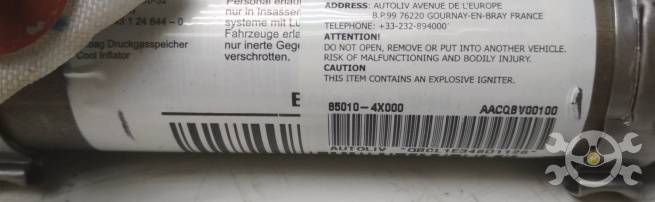 1 24 644 - 0
bag Druckgasspeicher
Cool Inflator
Personal
nur in Insassen
systeme mit Lu
Fahrzeuge erla
nur inerte Gege
verschrotten.
ADDRESS: AUTOLIV AVENUE DE L'EUROPE
B.P.99 76220 GOURNAY-EN-BRAY FRANCE
TELEPHONE: +33-232-894000
ATTENTION!
DO NOT OPEN, REMOVE OR PUT INTO ANOTHER VEHICLE.
RISK OF MALFUNCTIONING AND BODILY INJURY.
CAUTION
THIS ITEM CONTAINS AN EXPLOSIVE IGNITER.
85010-4X000 AACQBV00100
AUTOLIV